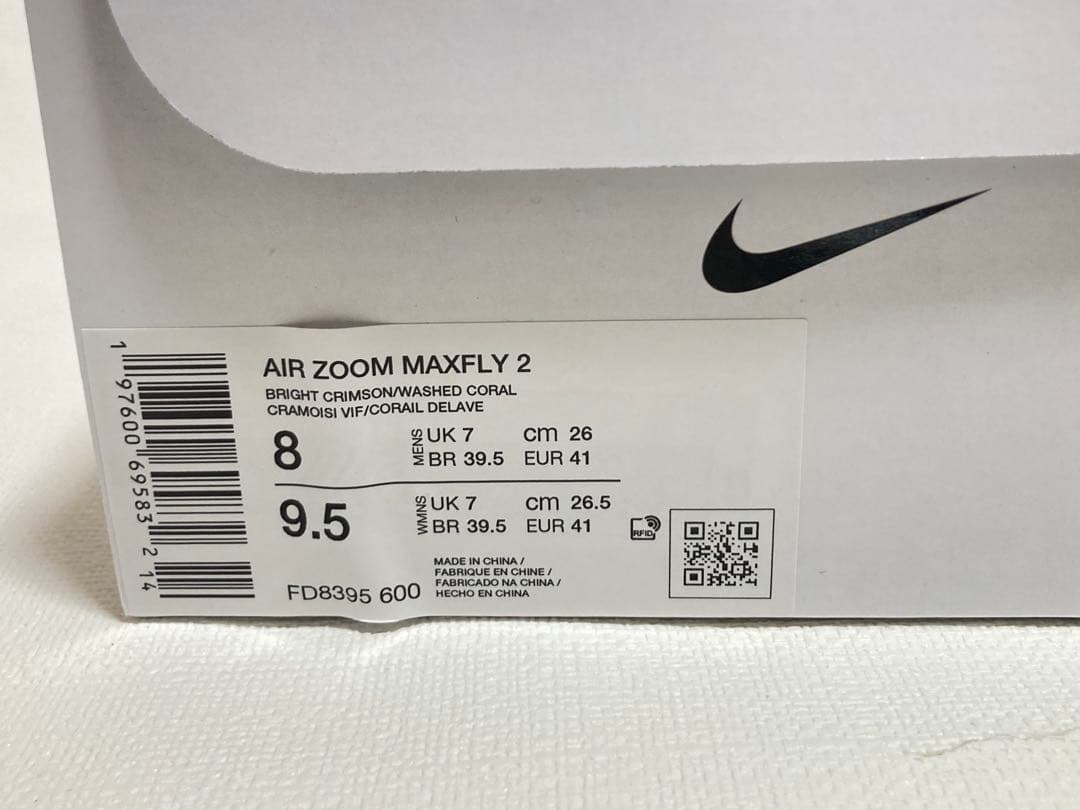 AIR ZOOM MAXFLY 2
BRIGHT CRIMSON/WASHED CORAL
CRAMOISI VIF/CORAIL DELAVE
8 MENS UK 7 cm 26
BR 39.5 EUR 41
9.5 WMNS UK 7 cm 26.5
BR 39.5 EUR 41
RFID
FD8395 600
MADE IN CHINA /
FABRIQUE EN CHINE /
FABRICADO NA CHINA /
HECHO EN CHINA
1 97600 69583 2 14